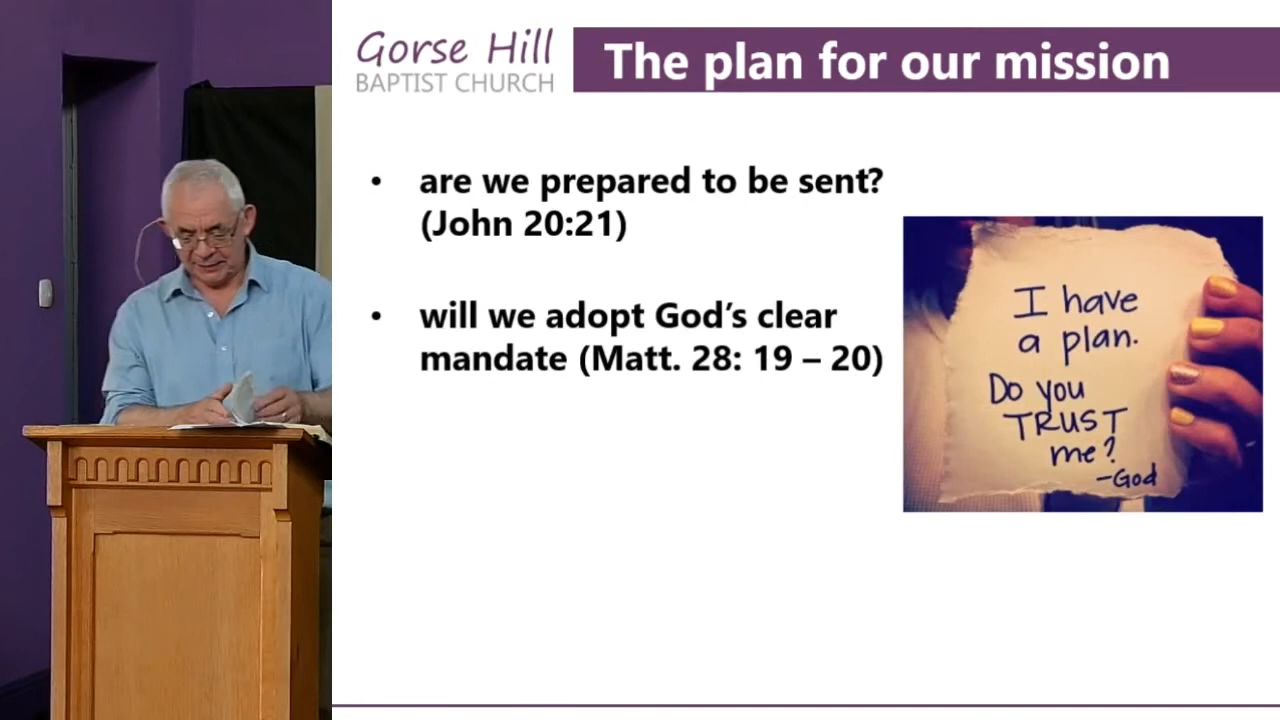 Gorse Hill
BAPTIST CHURCH
The plan for our mission
• are we prepared to be sent?
(John 20:21)
• will we adopt God's clear
mandate (Matt. 28: 19 – 20)
I have
a plan.
Do you
TRUST
me?
-God